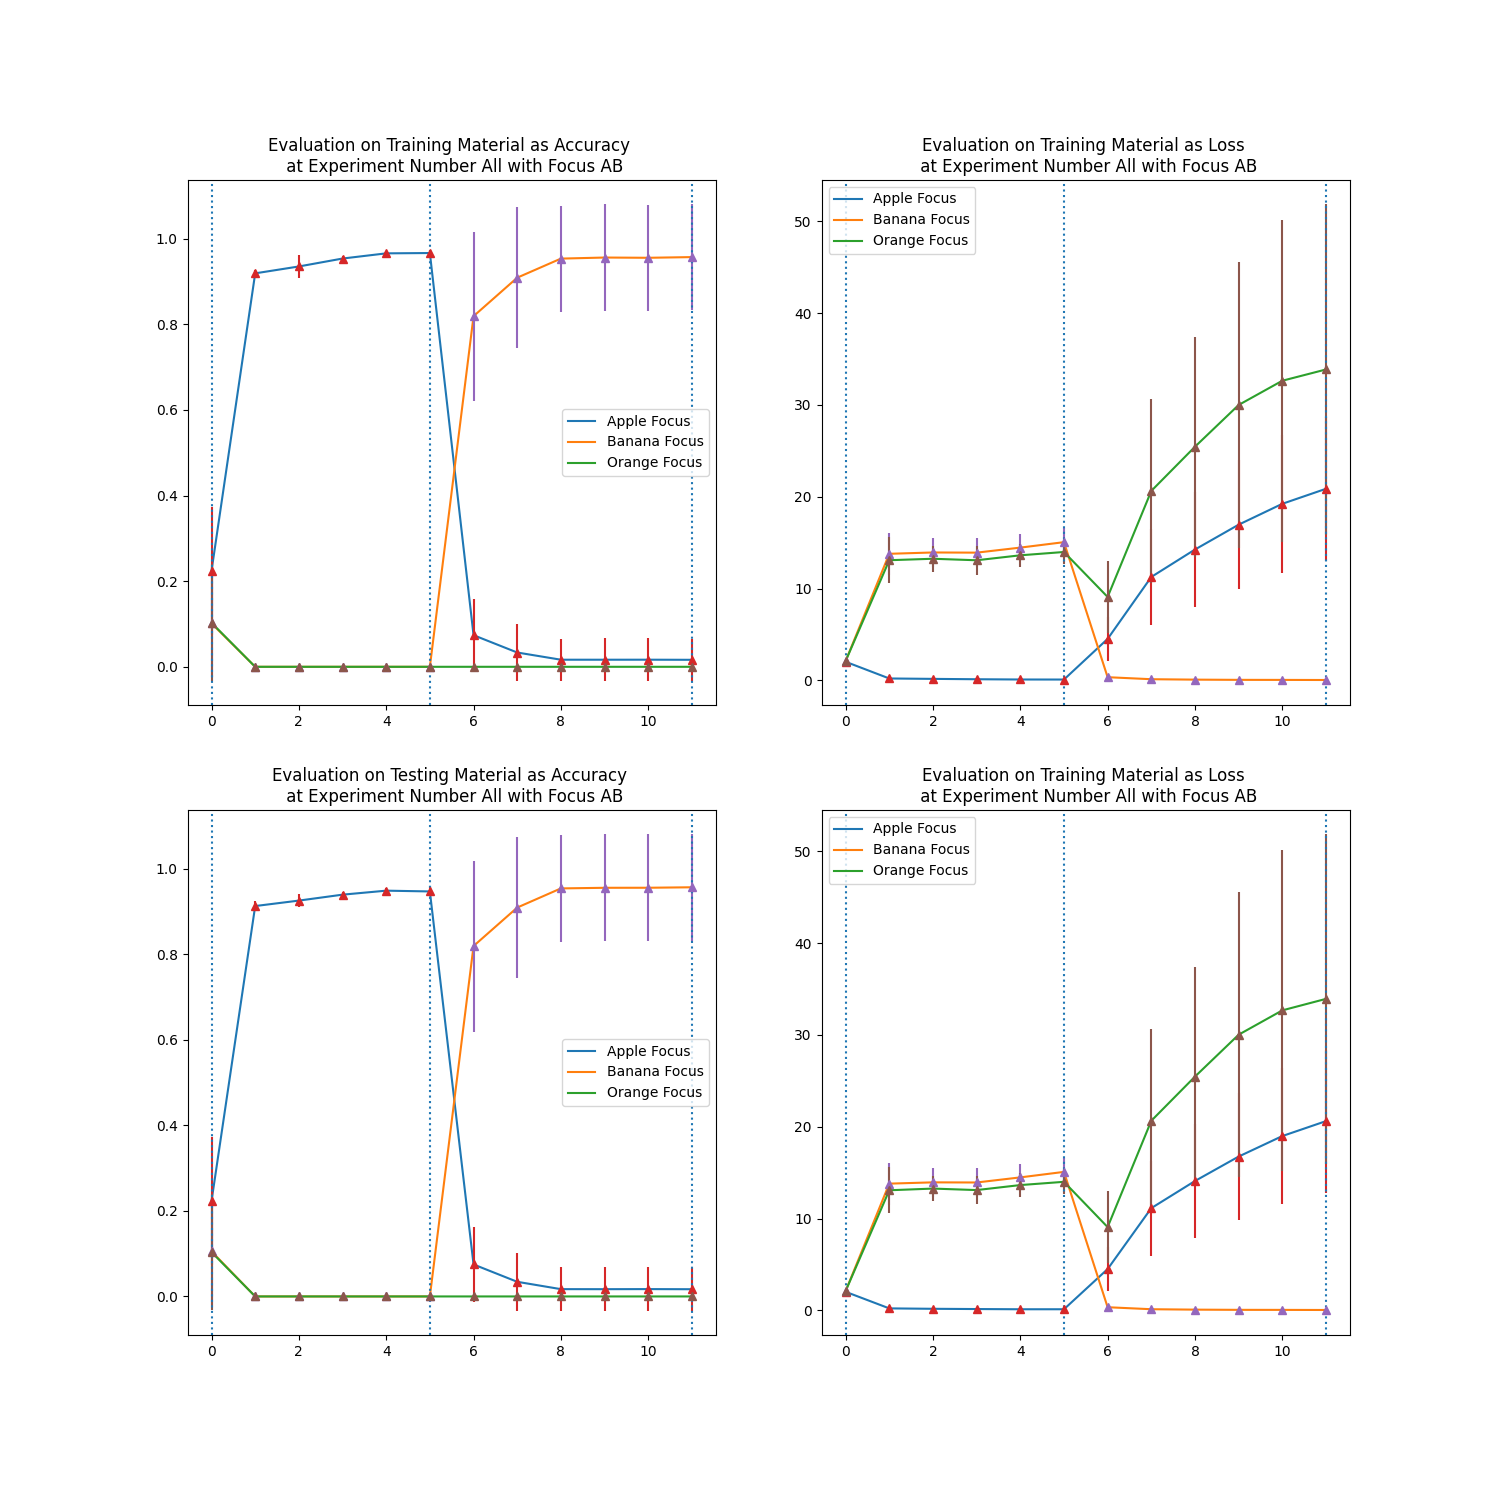 Evaluation on Training Material as Accuracy
at Experiment Number All with Focus AB
1.0
0.8
0.6
0.4
0.2
0.0
Apple Focus
Banana Focus
Orange Focus
0 2 4 6 8 10
Evaluation on Training Material as Loss
at Experiment Number All with Focus AB
Apple Focus
Banana Focus
Orange Focus
50
40
30
20
10
0
0 2 4 6 8 10
Evaluation on Testing Material as Accuracy
at Experiment Number All with Focus AB
1.0
0.8
0.6
0.4
0.2
0.0
Apple Focus
Banana Focus
Orange Focus
0 2 4 6 8 10
Evaluation on Training Material as Loss
at Experiment Number All with Focus AB
Apple Focus
Banana Focus
Orange Focus
50
40
30
20
10
0
0 2 4 6 8 10